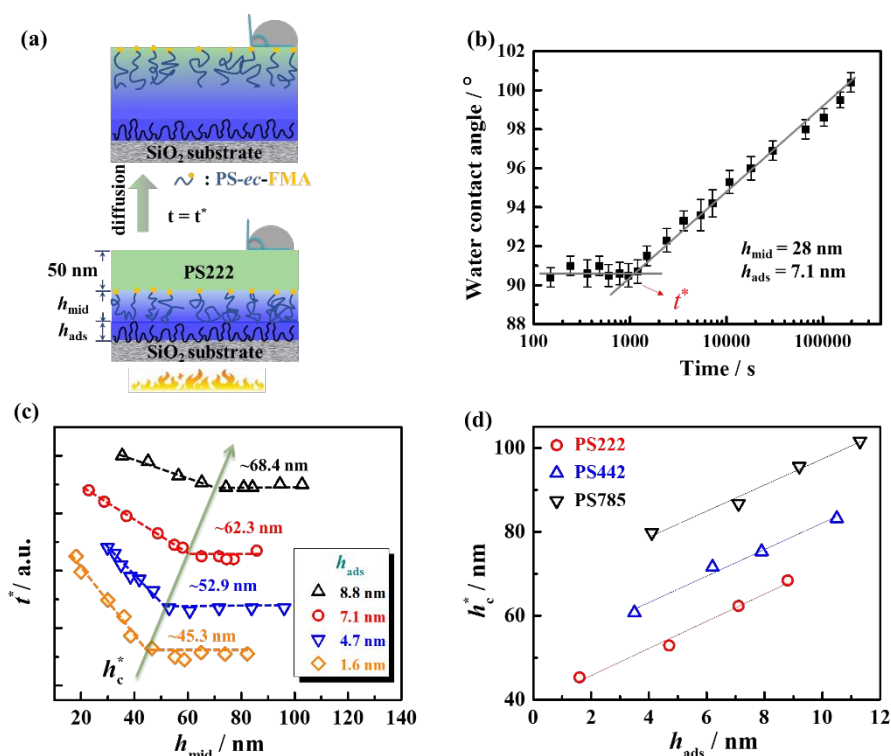 (a)
SiO2 substrate
: PS-ec-FMA
diffusion
t = t*
50 nm
PS222
hmid
hads
SiO2 substrate
(b)
Water contact angle / °
102
100
98
96
94
92
90
88
hmid = 28 nm
hads = 7.1 nm
t*
100 1000 10000 100000
Time / s
(c)
t*/ a.u.
~68.4 nm
~62.3 nm
~52.9 nm
~45.3 nm
hc*
hads
8.8 nm
7.1 nm
4.7 nm
1.6 nm
20 40 60 80 100 120 140
hmid / nm
(d)
hc* / nm
100
80
60
40
PS222
PS442
PS785
0 2 4 6 8 10 12
hads / nm